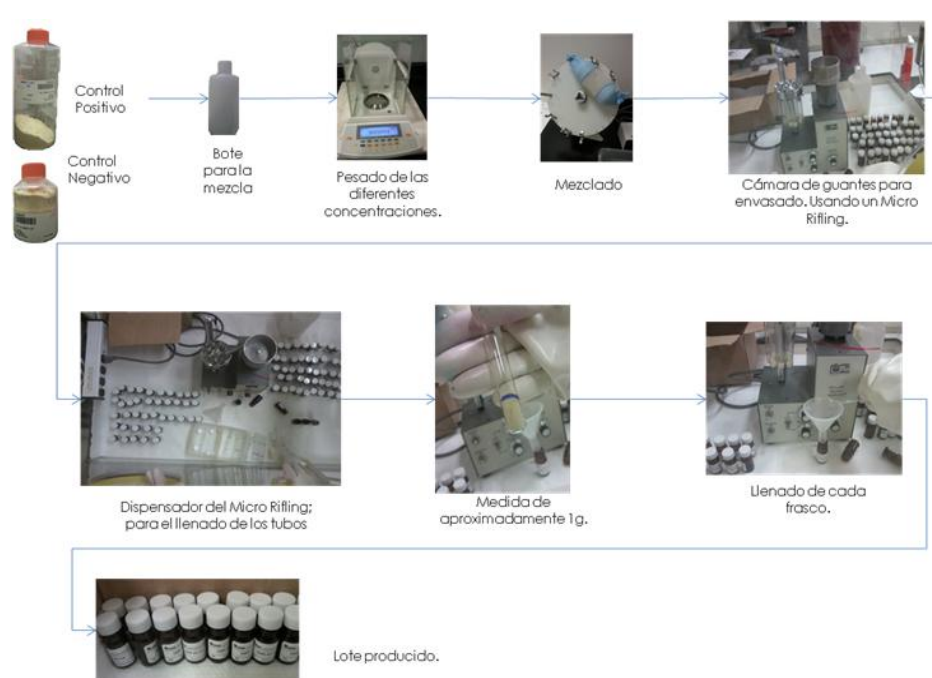 Control
Positivo
Control
Negativo
Bote
para la
mezcla
Pesado de las
diferentes
concentraciones.
Mezclado
Cámara de guantes para
envasado. Usando un Micro
Rifling.
Dispensador del Micro Rifling;
para el llenado de los tubos
Medida de
aproximadamente 1g.
Llenado de cada
frasco.
Lote producido.